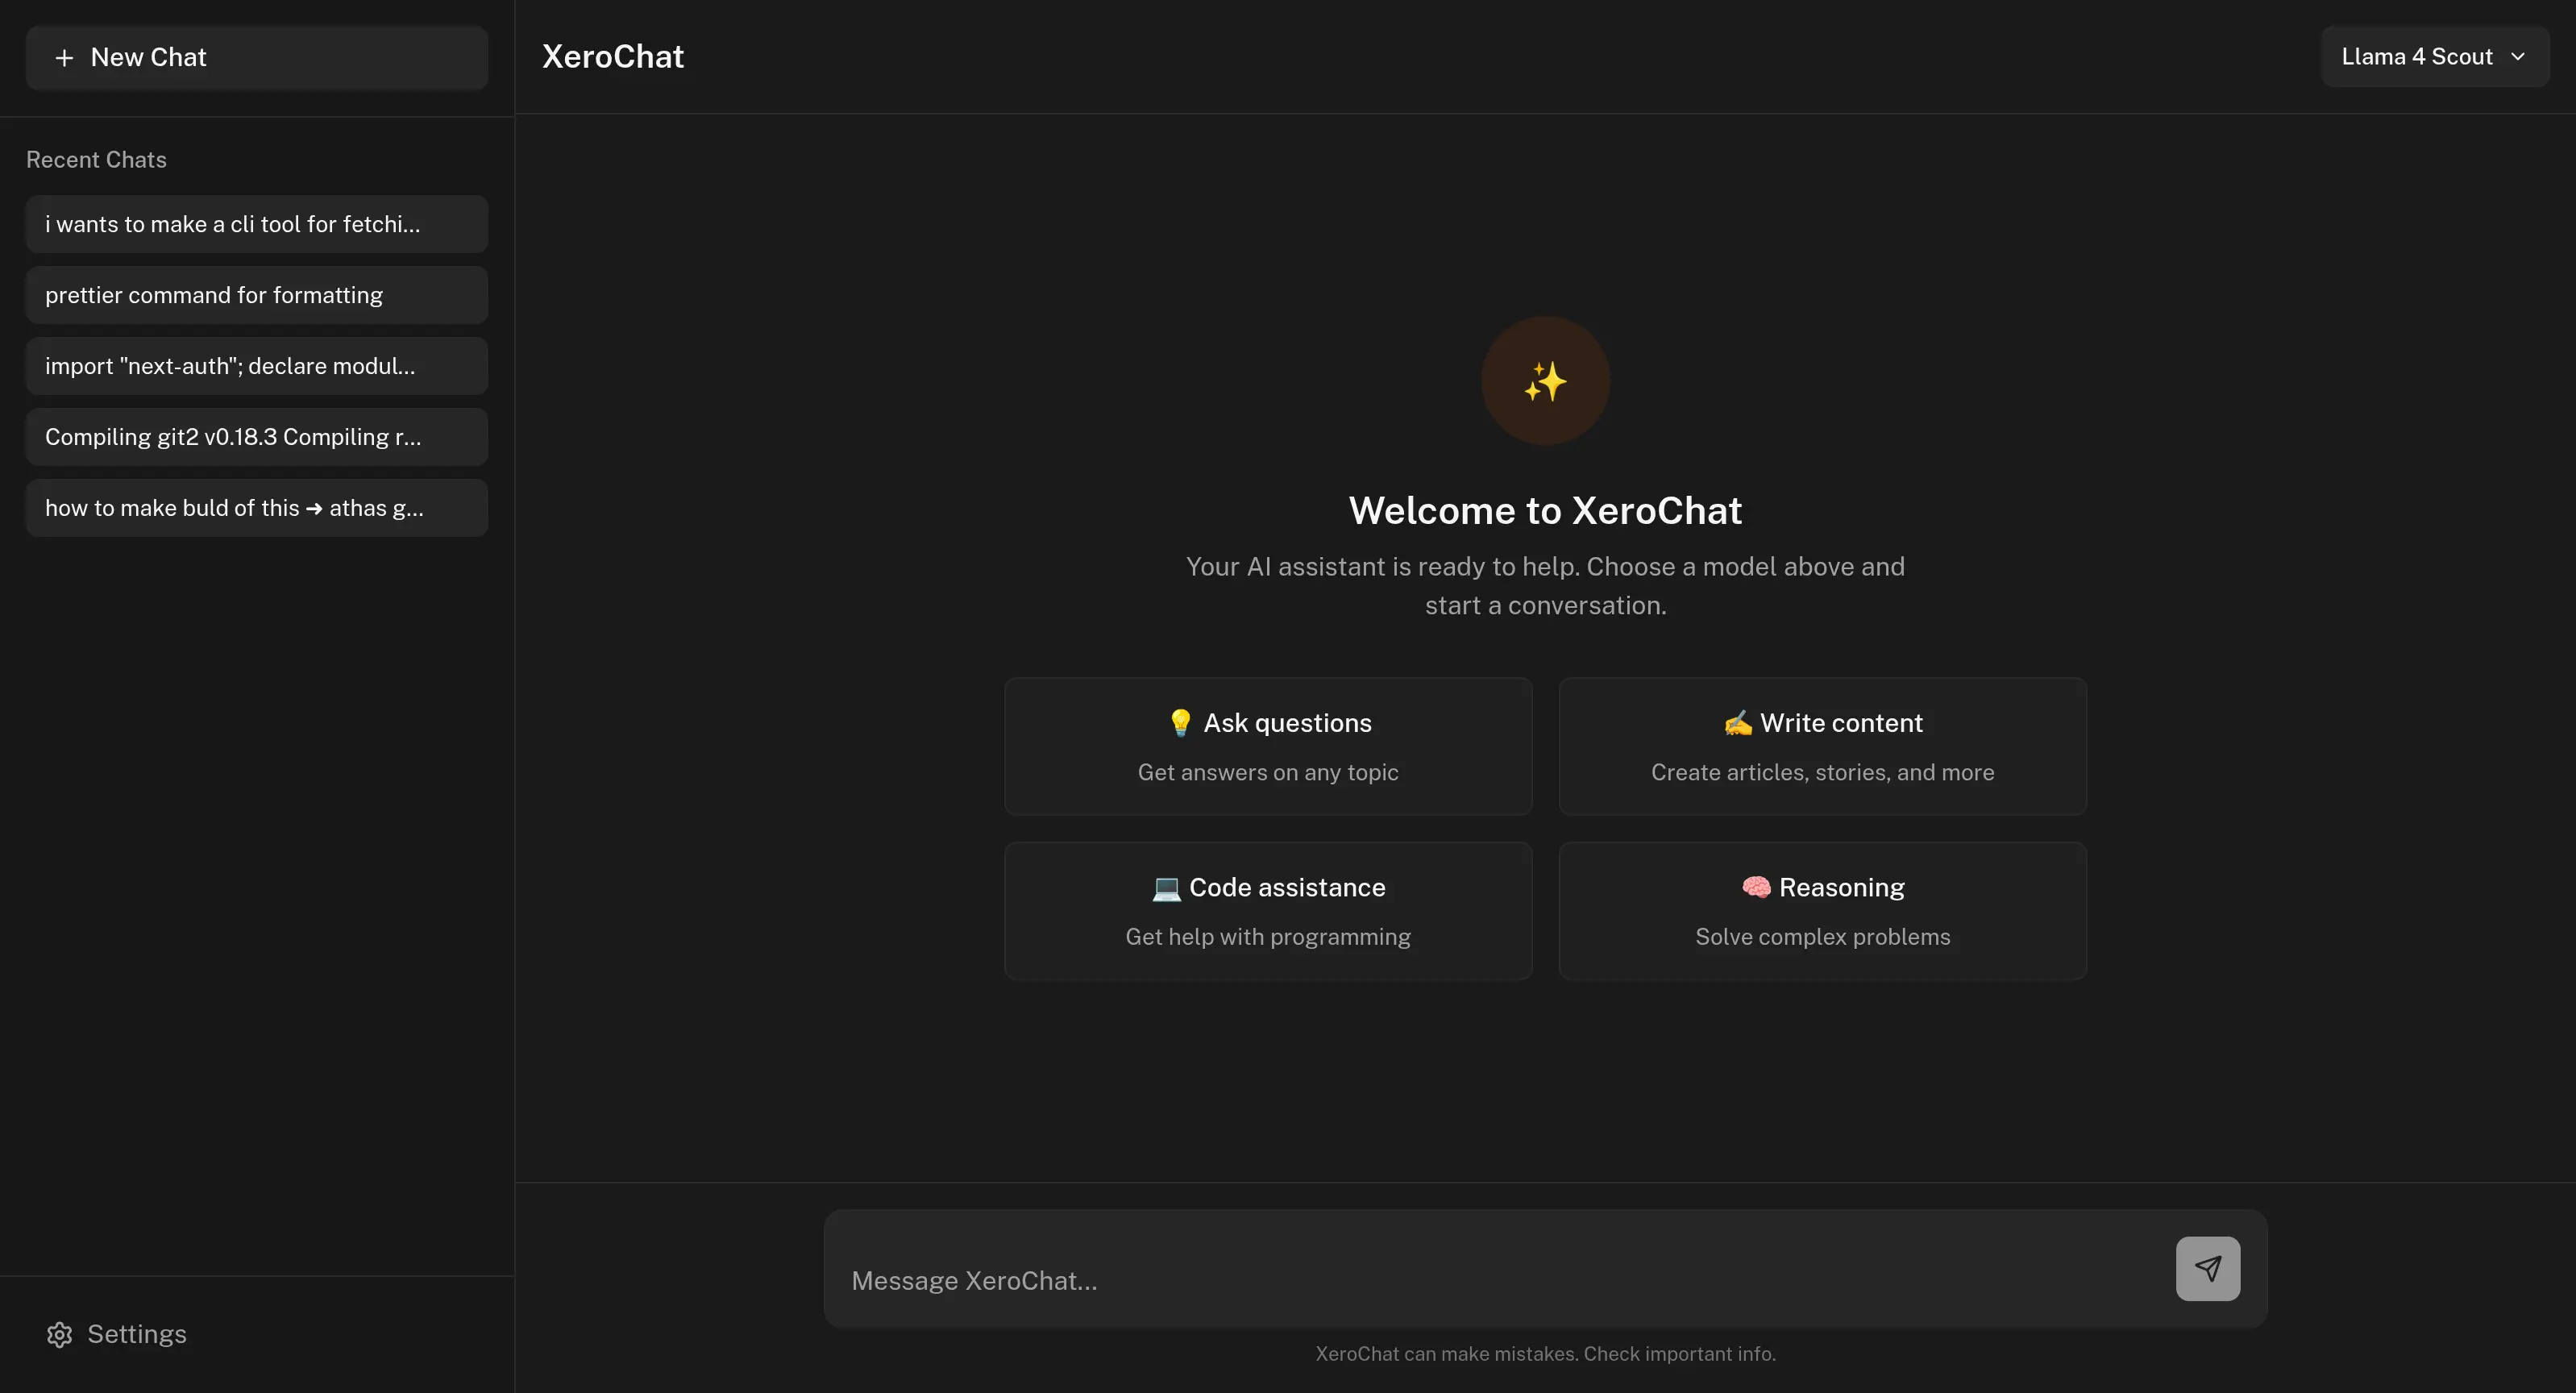 New Chat
Recent Chats
i wants to make a cli tool for fetchi...
prettier command for formatting
import "next-auth"; declare modul...
Compiling git2 v0.18.3 Compiling r...
how to make buld of this ➜ athas g...
Settings
XeroChat
Llama 4 Scout
Welcome to XeroChat
Your AI assistant is ready to help. Choose a model above and
start a conversation.
💡 Ask questions
Get answers on any topic
✍️ Write content
Create articles, stories, and more
💻 Code assistance
Get help with programming
🧠 Reasoning
Solve complex problems
Message XeroChat...
XeroChat can make mistakes. Check important info.